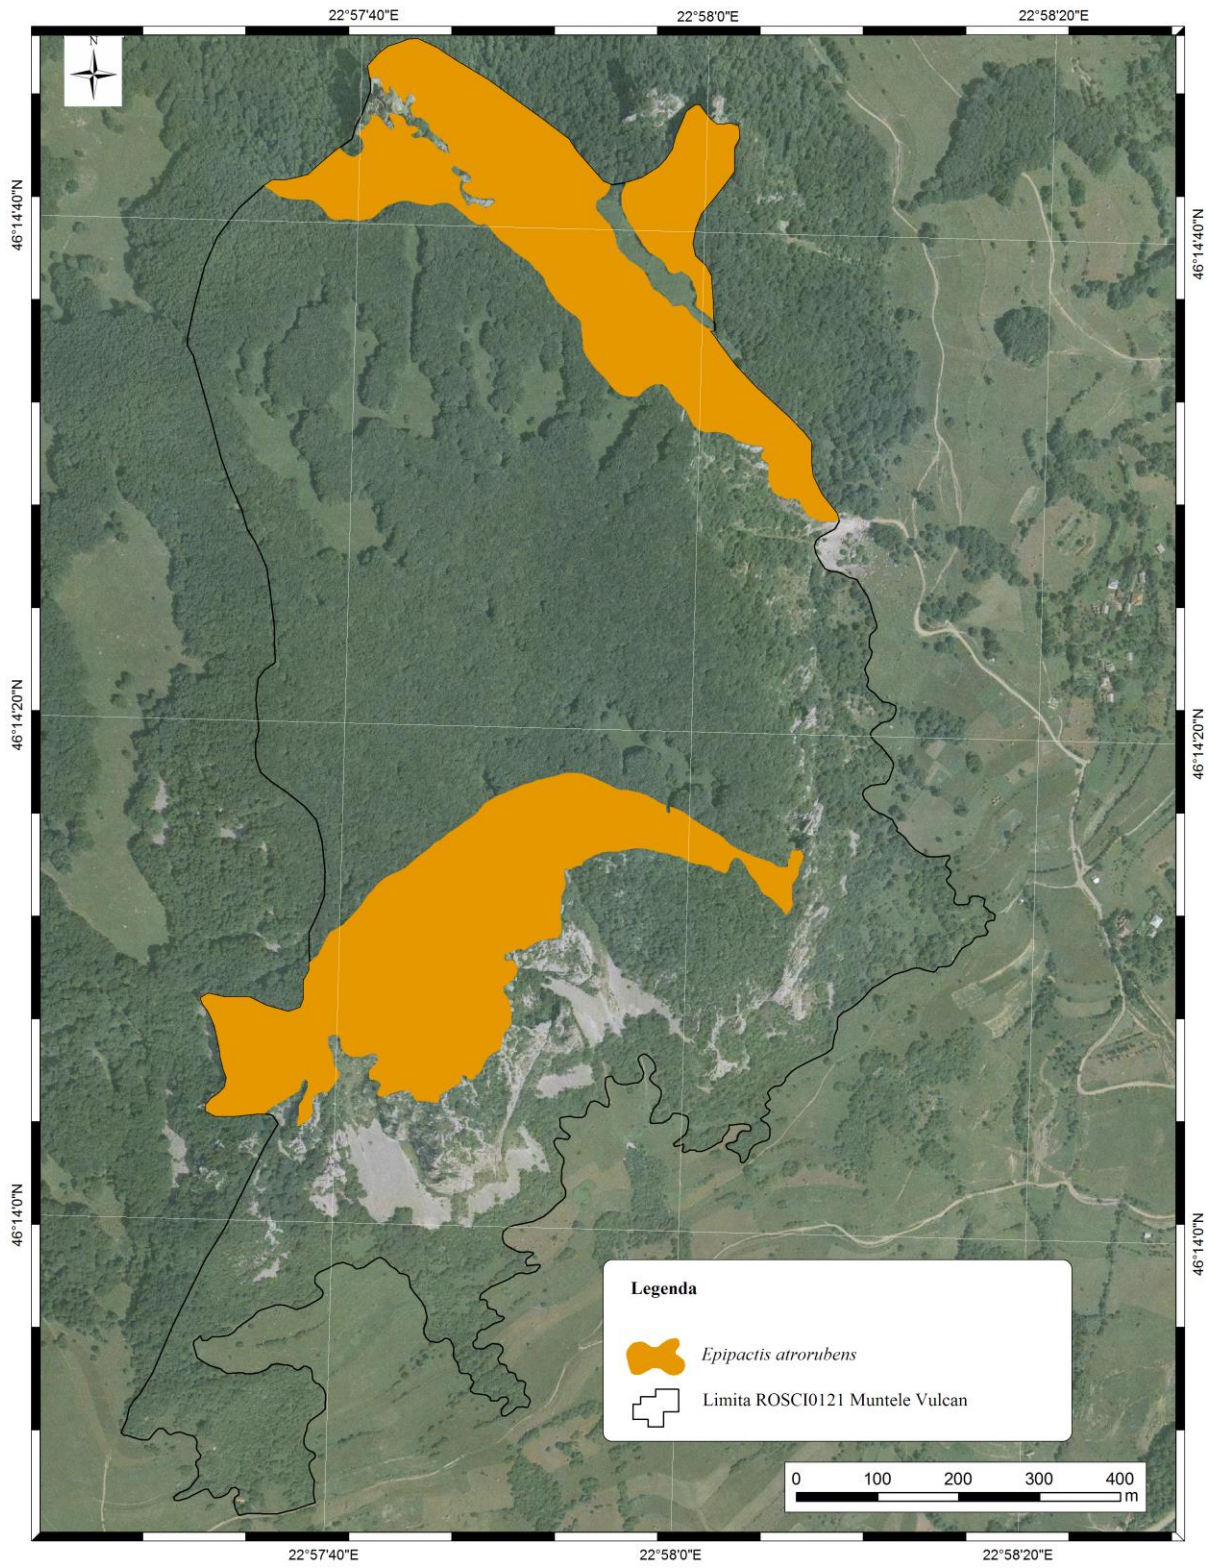 22°57'40"E 22°58'0"E 22°58'20"E
N
46°14'40"N
46°14'40"N
46°14'20"N
46°14'20"N
46°14'0"N
46°14'0"N
Legenda
Epipactis atrorubens
Limita ROSCI0121 Muntele Vulcan
0 100 200 300 400
m
22°57'40"E 22°58'0"E 22°58'20"E